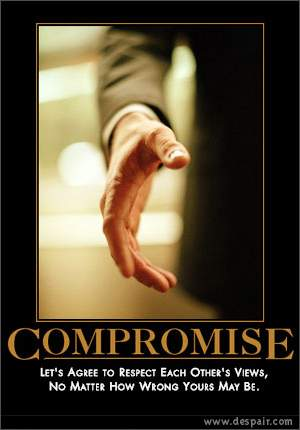 COMPROMISE
LET'S AGREE TO RESPECT EACH OTHER'S VIEWS,
NO MATTER HOW WRONG YOURS MAY BE.
www.despair.com